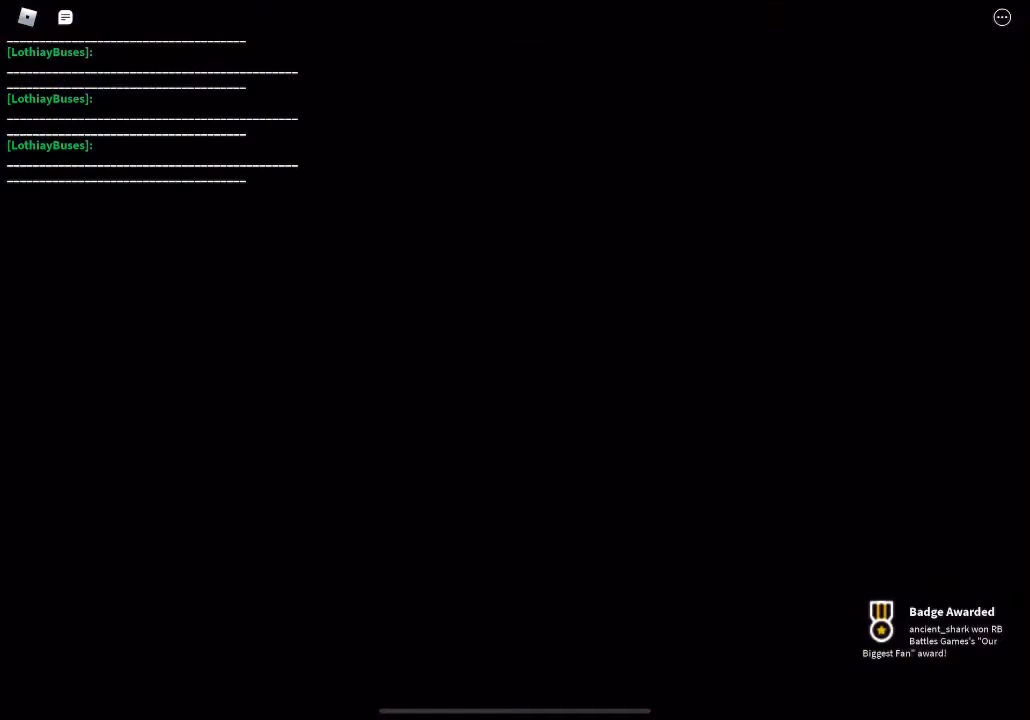 [LothiayBuses]:
[LothiayBuses]:
[LothiayBuses]:
Badge Awarded
ancient_shark won RB
Battles Games's "Our
Biggest Fan" award!